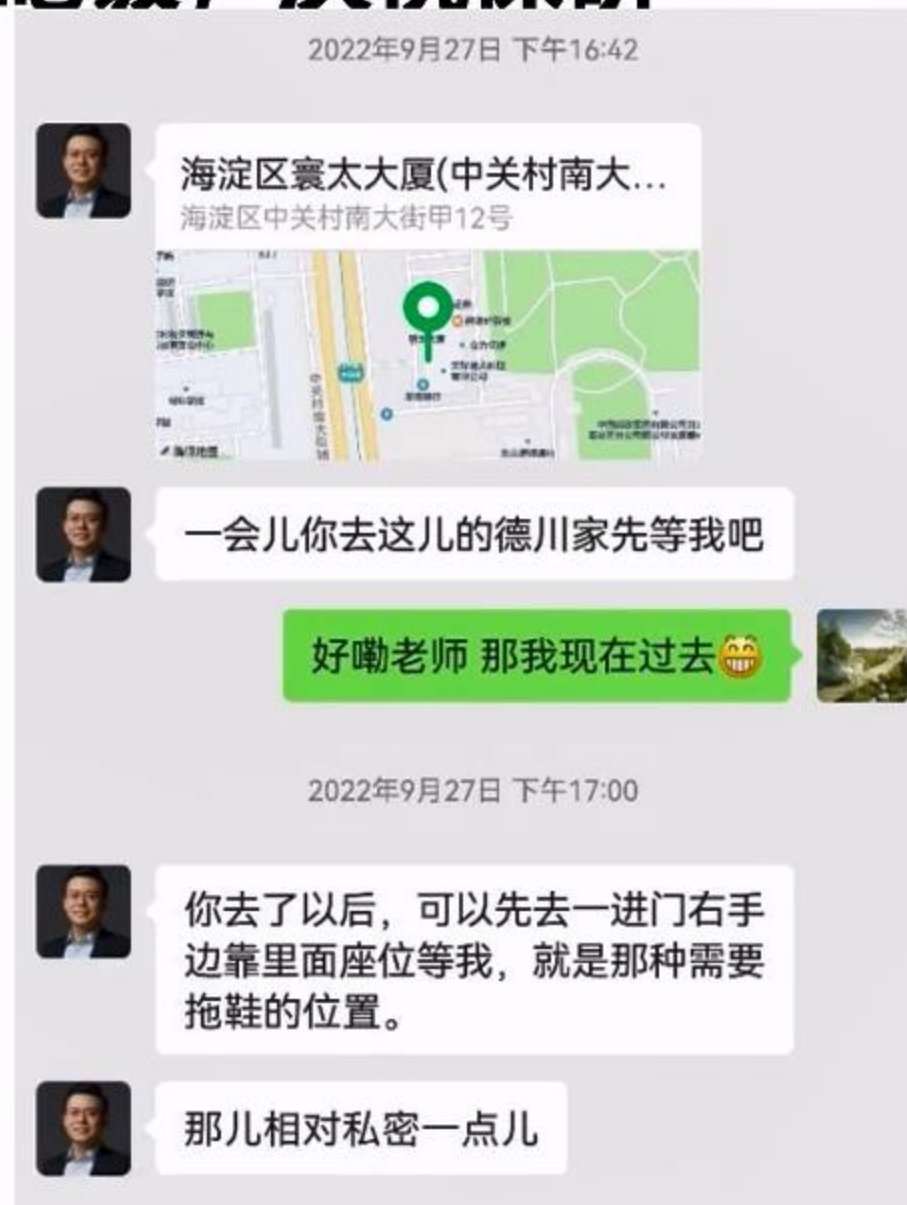 2022年9月27日 下午16:42
海淀区寰太大厦(中关村南大...
海淀区中关村南大街甲12号
一会儿你去这儿的德川家先等我吧
好嘞老师 那我现在过去😁
2022年9月27日 下午17:00
你去了以后，可以先去一进门右手
边靠里面座位等我，就是那种需要
拖鞋的位置。
那儿相对私密一点儿